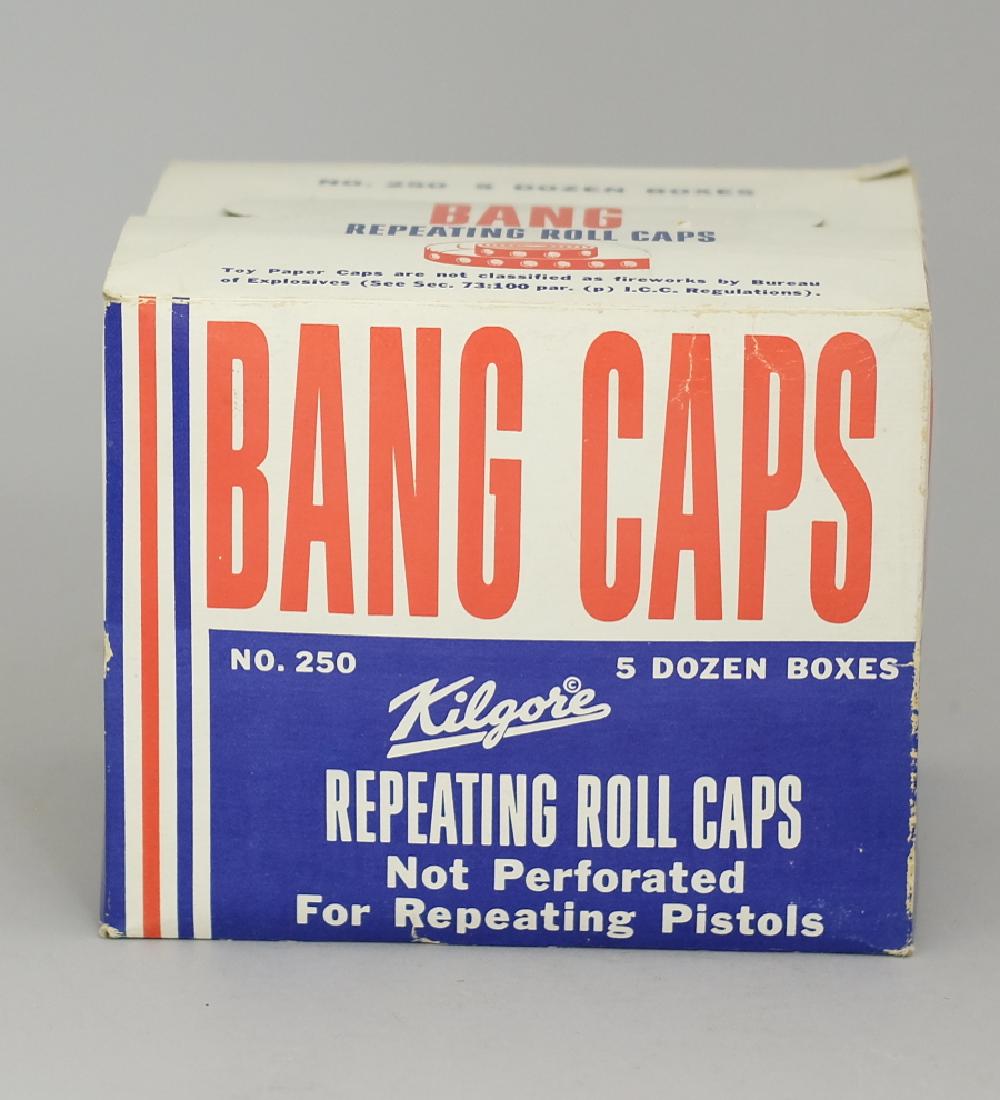 NO. 250 5 DOZEN BOXES
BANG
REPEATING ROLL CAPS
Toy Paper Caps are not classified as fireworks by Bureau
of Explosives (See Sec. 73:100 par. (p) I.C.C. Regulations).
BANG CAPS
NO. 250 5 DOZEN BOXES
Kilgore ©
REPEATING ROLL CAPS
Not Perforated
For Repeating Pistols